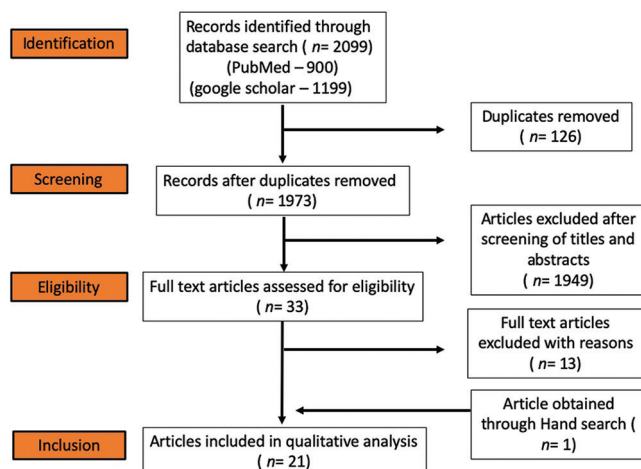 Identification
Records identified through
database search ( n= 2099)
(PubMed – 900)
(google scholar – 1199)
Duplicates removed
( n= 126)
Screening
Records after duplicates removed
( n= 1973)
Articles excluded after
screening of titles and
abstracts
( n= 1949)
Eligibility
Full text articles assessed for eligibility
( n= 33)
Full text articles
excluded with reasons
( n= 13)
Article obtained
through Hand search (
n= 1)
Inclusion
Articles included in qualitative analysis
( n= 21)